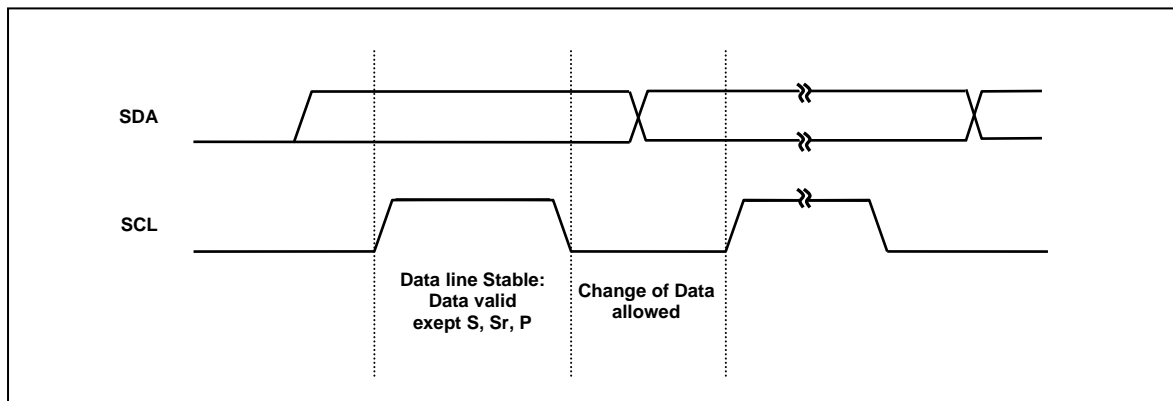 SDA
SCL
Data line Stable:
Data valid
exept S, Sr, P
Change of Data
allowed